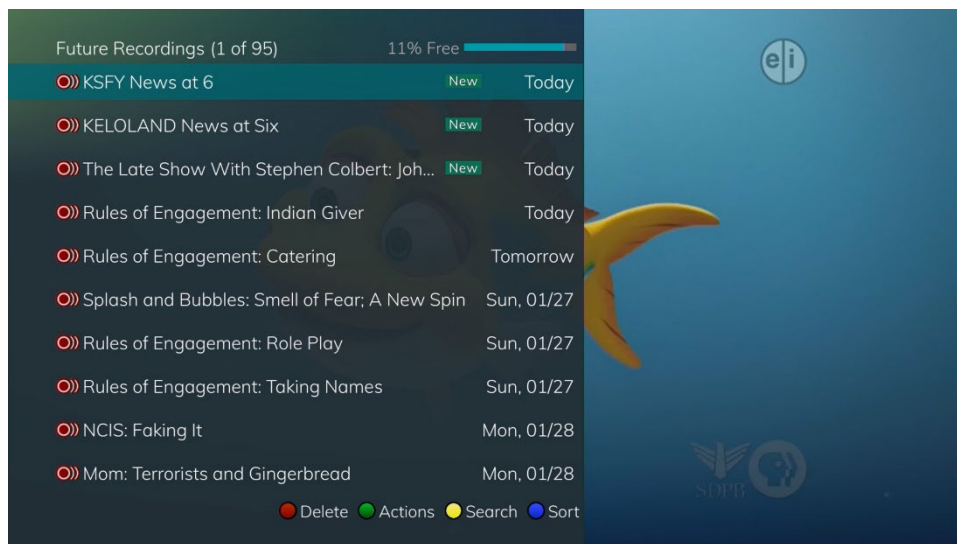 Future Recordings (1 of 95) 11% Free
KSFY News at 6 New Today
KELOLAND News at Six New Today
The Late Show With Stephen Colbert: Joh... New Today
Rules of Engagement: Indian Giver Today
Rules of Engagement: Catering Tomorrow
Splash and Bubbles: Smell of Fear; A New Spin Sun, 01/27
Rules of Engagement: Role Play Sun, 01/27
Rules of Engagement: Taking Names Sun, 01/27
NCIS: Faking It Mon, 01/28
Mom: Terrorists and Gingerbread Mon, 01/28
Delete Actions Search Sort
e i
SDPB